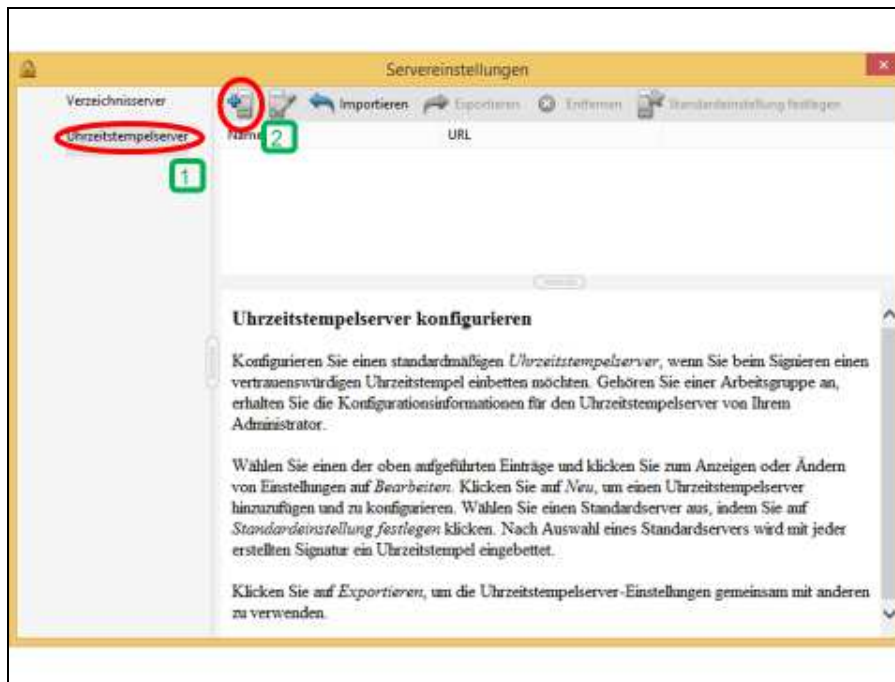 Servereinstellungen
Verzeichnisserver
Importieren Exportieren Entfernen Standardeinstellung festlegen
Uhrzeitstempelserver
Name 2 URL
1
Uhrzeitstempelserver konfigurieren
Konfigurieren Sie einen standardmäßigen Uhrzeitstempelserver, wenn Sie beim Signieren einen
vertrauenswürdigen Uhrzeitstempel einbetten möchten. Gehören Sie einer Arbeitsgruppe an,
erhalten Sie die Konfigurationsinformationen für den Uhrzeitstempelserver von Ihrem
Administrator.
Wählen Sie einen der oben aufgeführten Einträge und klicken Sie zum Anzeigen oder Ändern
von Einstellungen auf Bearbeiten. Klicken Sie auf Neu, um einen Uhrzeitstempelserver
hinzuzufügen und zu konfigurieren. Wählen Sie einen Standardserver aus, indem Sie auf
Standardeinstellung festlegen klicken. Nach Auswahl eines Standardservers wird mit jeder
erstellten Signatur ein Uhrzeitstempel eingebettet.
Klicken Sie auf Exportieren, um die Uhrzeitstempelserver-Einstellungen gemeinsam mit anderen
zu verwenden.